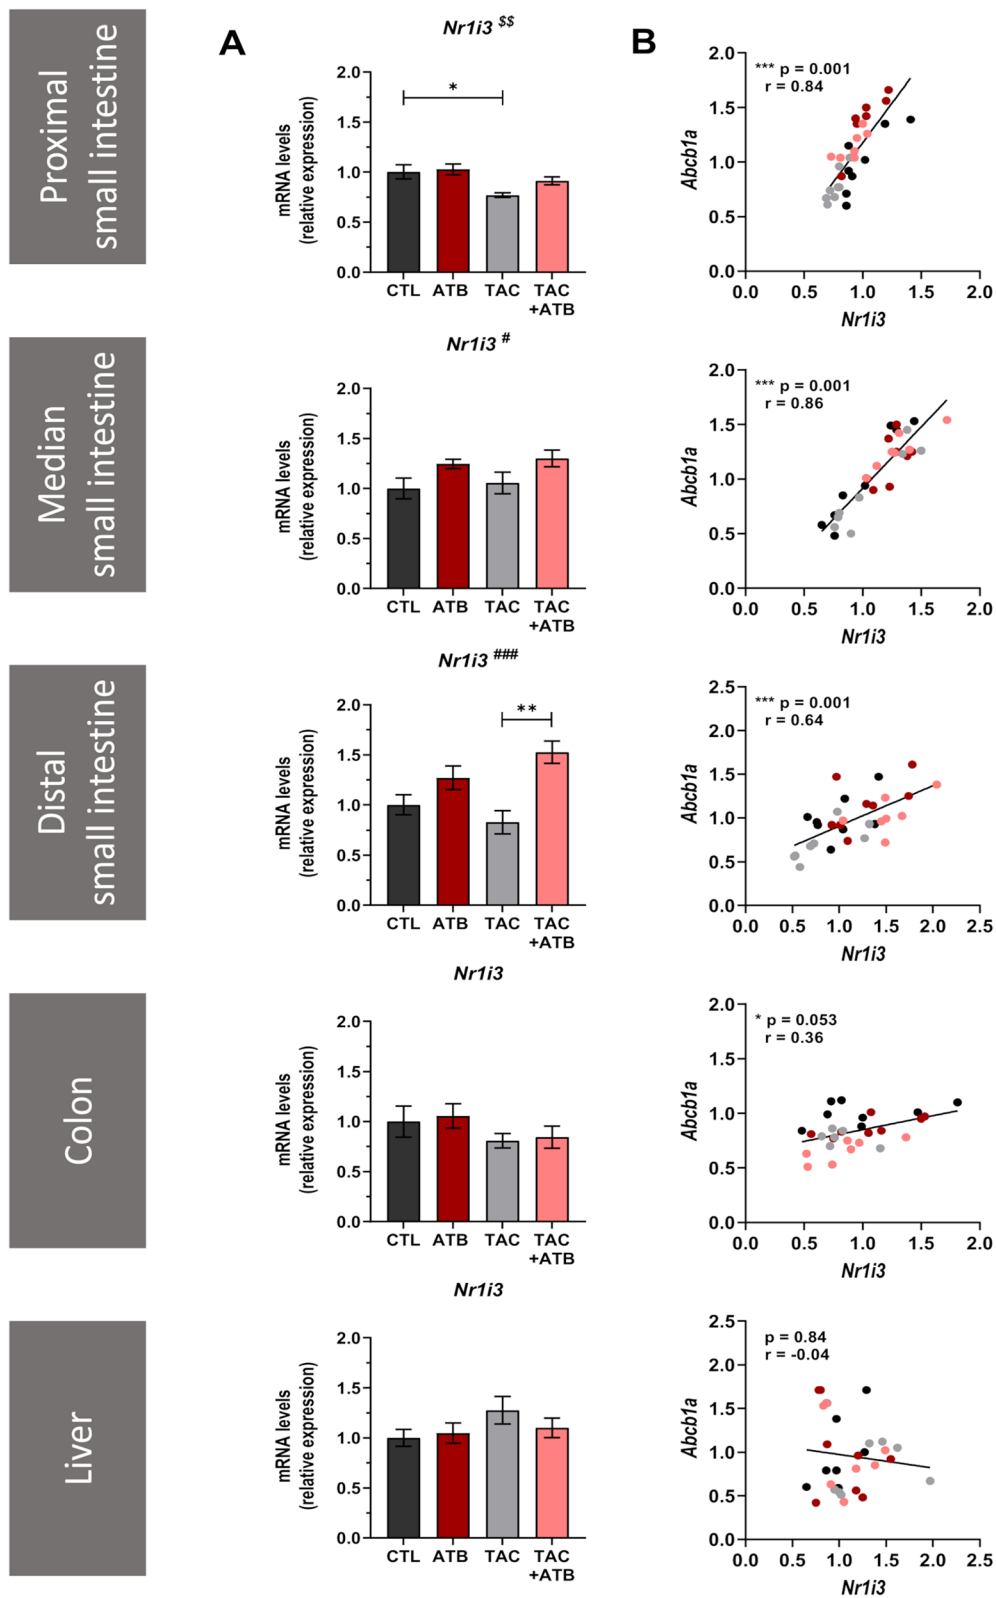 A
B
Proximal
small intestine
Nr1i3 $$
mRNA levels
(relative expression)
2.0
1.5
1.0
0.5
0.0
*
CTL ATB TAC TAC
+ATB
Abcb1a
2.0
1.5
1.0
0.5
0.0
*** p = 0.001
r = 0.84
0.0 0.5 1.0 1.5 2.0
Nr1i3
Median
small intestine
Nr1i3 #
mRNA levels
(relative expression)
2.0
1.5
1.0
0.5
0.0
CTL ATB TAC TAC
+ATB
Abcb1a
2.0
1.5
1.0
0.5
0.0
*** p = 0.001
r = 0.86
0.0 0.5 1.0 1.5 2.0
Nr1i3
Distal
small intestine
Nr1i3 ###
mRNA levels
(relative expression)
2.0
1.5
1.0
0.5
0.0
**
CTL ATB TAC TAC
+ATB
Abcb1a
2.5
2.0
1.5
1.0
0.5
0.0
*** p = 0.001
r = 0.64
0.0 0.5 1.0 1.5 2.0 2.5
Nr1i3
Colon
Nr1i3
mRNA levels
(relative expression)
2.0
1.5
1.0
0.5
0.0
CTL ATB TAC TAC
+ATB
Abcb1a
2.0
1.5
1.0
0.5
0.0
* p = 0.053
r = 0.36
0.0 0.5 1.0 1.5 2.0
Nr1i3
Liver
Nr1i3
mRNA levels
(relative expression)
2.0
1.5
1.0
0.5
0.0
CTL ATB TAC TAC
+ATB
Abcb1a
2.5
2.0
1.5
1.0
0.5
0.0
p = 0.84
r = -0.04
0.0 0.5 1.0 1.5 2.0 2.5
Nr1i3